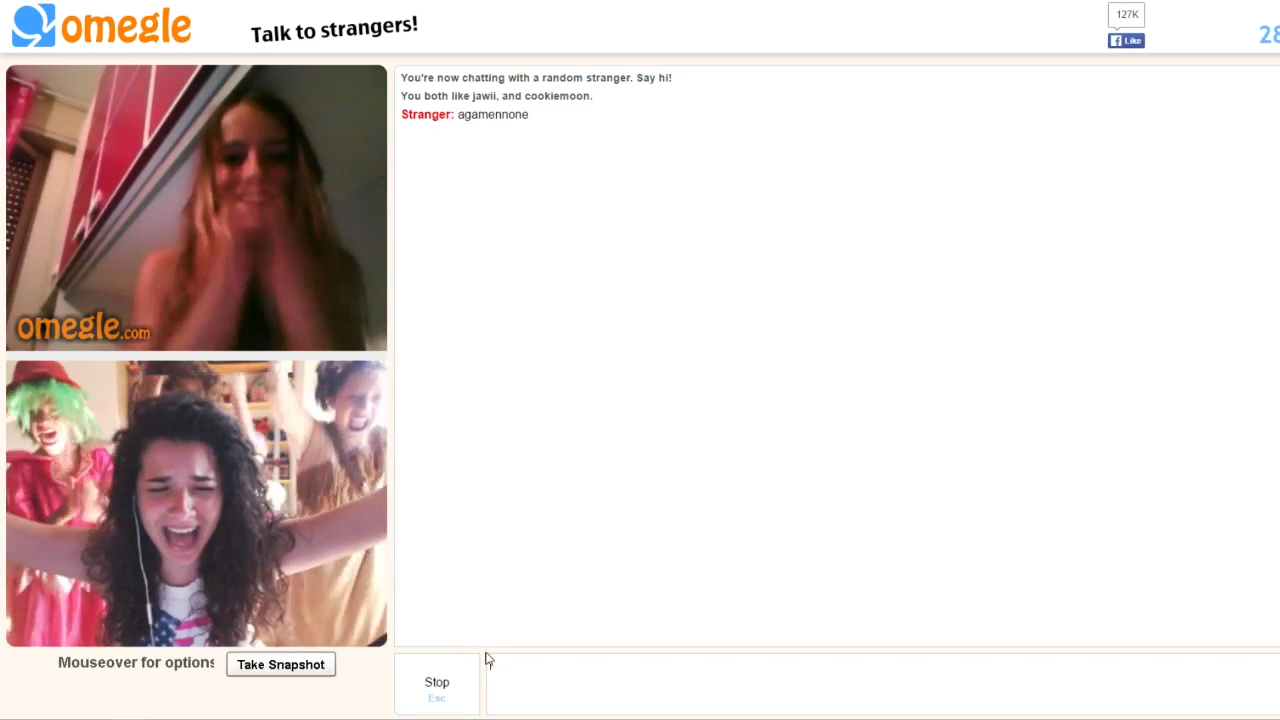 omegle
Talk to strangers!
127K
Like
28
You're now chatting with a random stranger. Say hi!
You both like jawii, and cookiemoon.
Stranger: agamennone
omegle.com
Mouseover for options
Take Snapshot
Stop
Esc